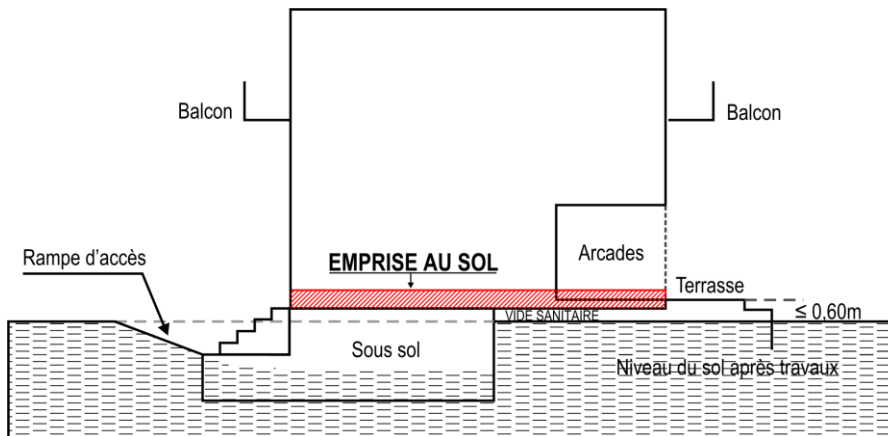 Balcon
Balcon
Rampe d'accès
EMPRISE AU SOL
Arcades
Terrasse
≤ 0,60m
VIDE SANITAIRE
Sous sol
Niveau du sol après travaux